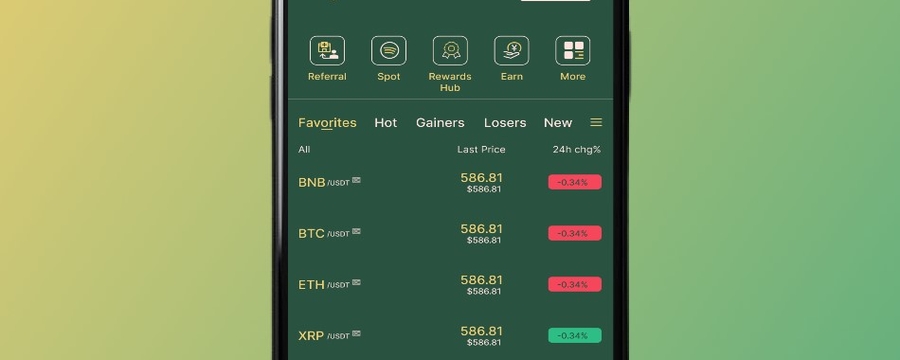 Referral
Spot
Rewards
Hub
Earn
More
Favorites Hot Gainers Losers New
All Last Price 24h chg%
BNB /USDT 586.81 -0.34%
$586.81
BTC /USDT 586.81 -0.34%
$586.81
ETH /USDT 586.81 -0.34%
$586.81
XRP /USDT 586.81 -0.34%
$586.81